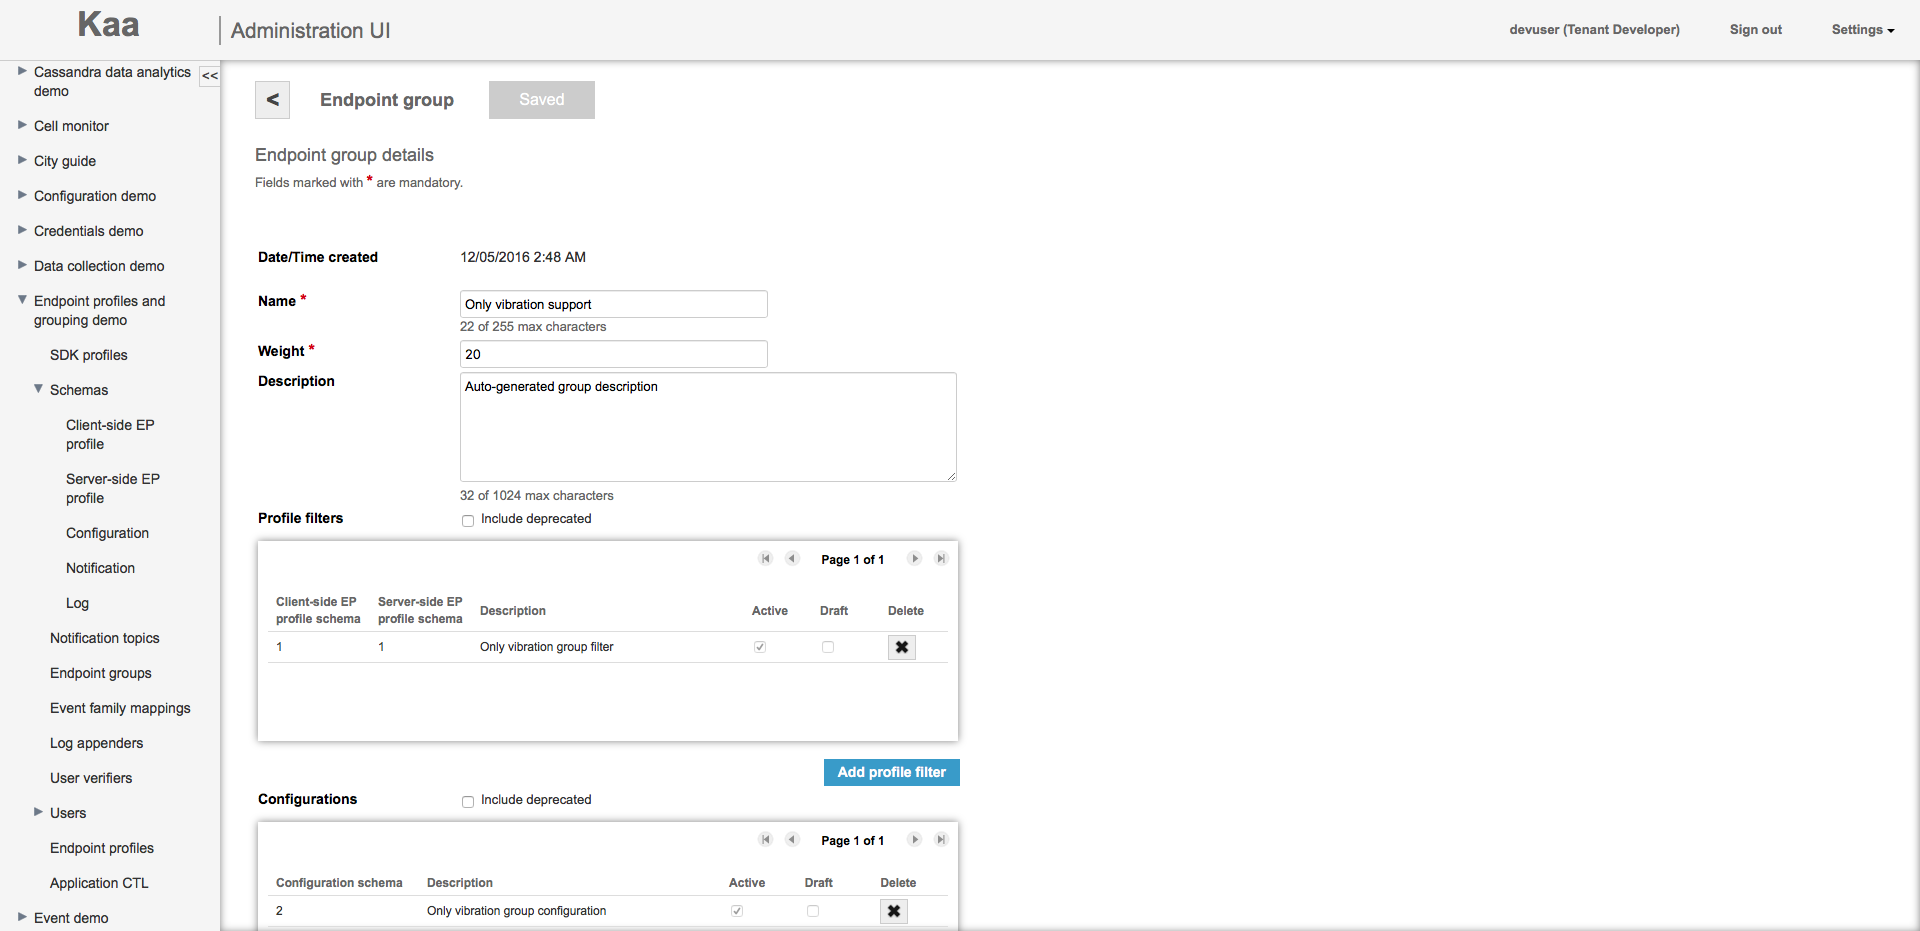 Kaa
Administration UI
devuser (Tenant Developer)
Sign out
Settings
<<
Cassandra data analytics
demo
Cell monitor
City guide
Configuration demo
Credentials demo
Data collection demo
Endpoint profiles and
grouping demo
SDK profiles
Schemas
Client-side EP
profile
Server-side EP
profile
Configuration
Notification
Log
Notification topics
Endpoint groups
Event family mappings
Log appenders
User verifiers
Users
Endpoint profiles
Application CTL
Event demo
< Endpoint group Saved
Endpoint group details
Fields marked with * are mandatory.
Date/Time created 12/05/2016 2:48 AM
Name * Only vibration support
22 of 255 max characters
Weight * 20
Description Auto-generated group description
32 of 1024 max characters
Profile filters Include deprecated
Page 1 of 1
Client-side EP
profile schema
Server-side EP
profile schema
Description Active Draft Delete
1 1 Only vibration group filter
Add profile filter
Configurations Include deprecated
Page 1 of 1
Configuration schema Description Active Draft Delete
2 Only vibration group configuration